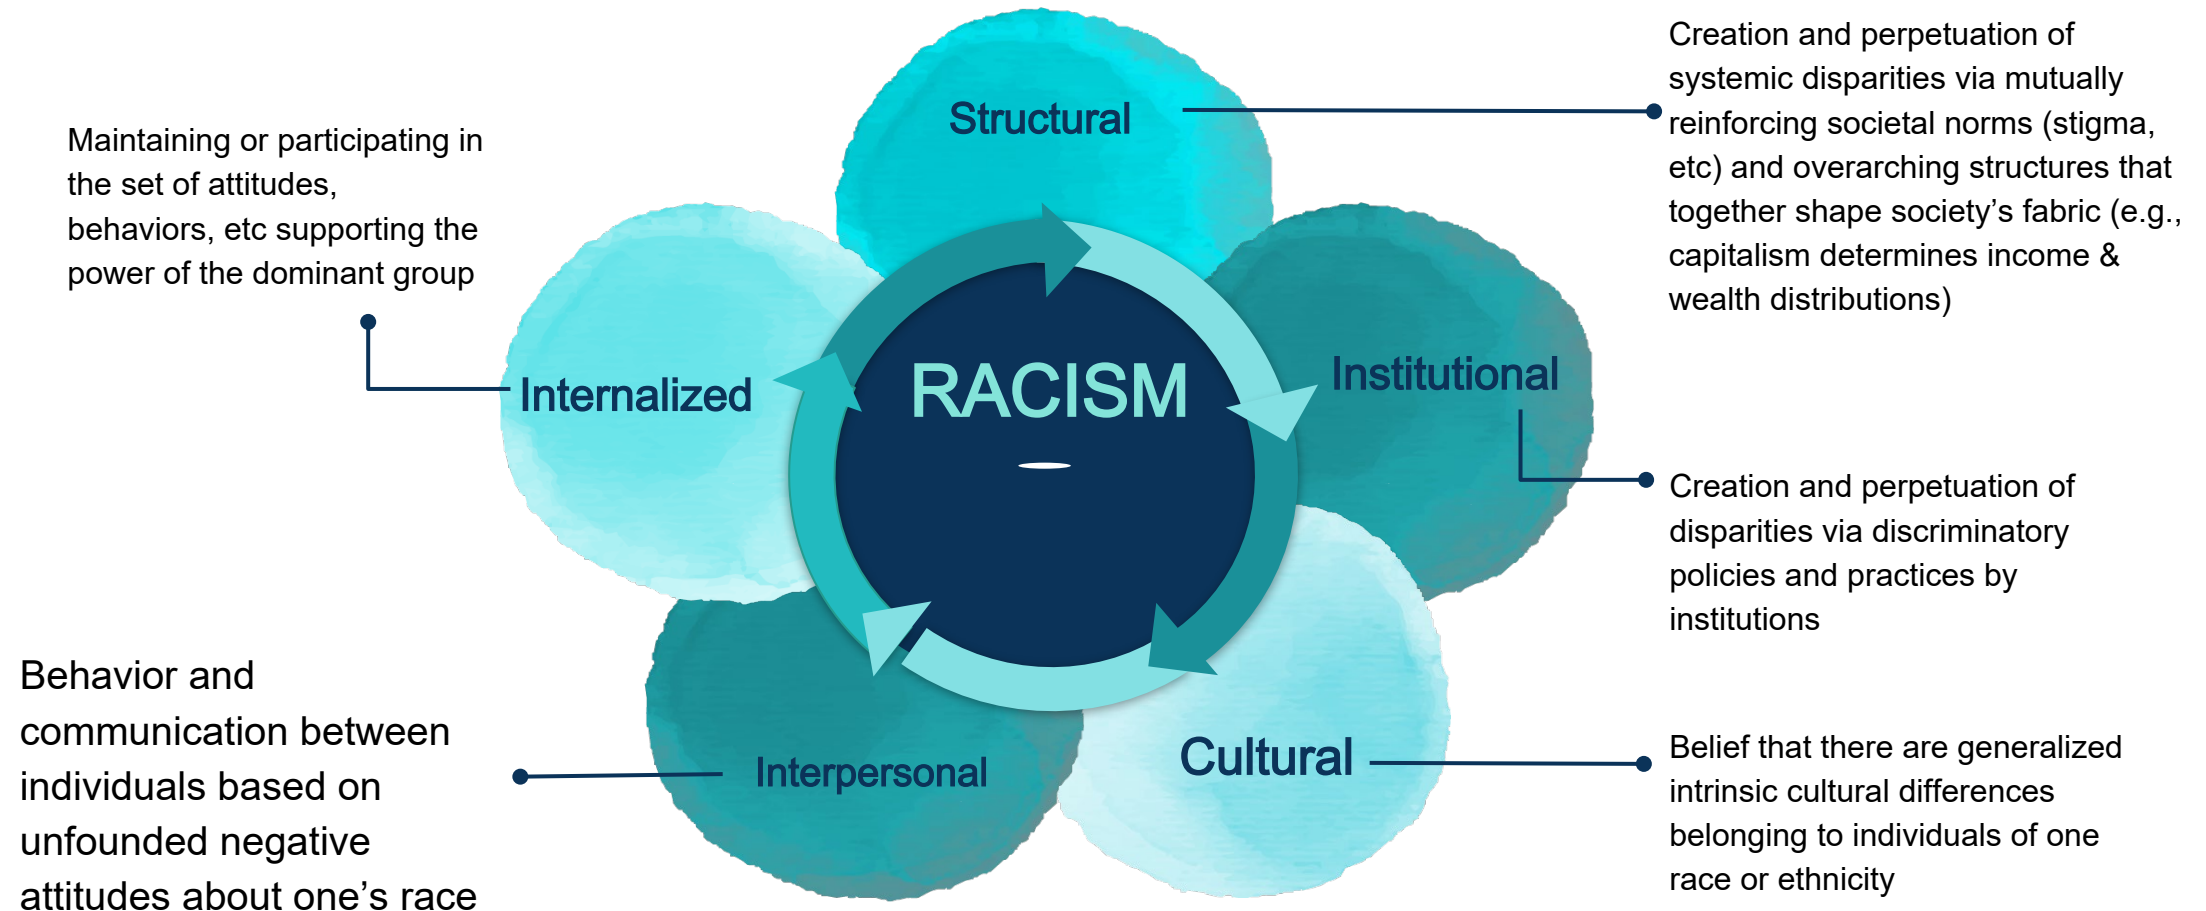 Structural
Creation and perpetuation of
systemic disparities via mutually
reinforcing societal norms (stigma,
etc) and overarching structures that
together shape society’s fabric (e.g.,
capitalism determines income &
wealth distributions)
Maintaining or participating in
the set of attitudes,
behaviors, etc supporting the
power of the dominant group
Internalized
RACISM
Institutional
Creation and perpetuation of
disparities via discriminatory
policies and practices by
institutions
Behavior and
communication between
individuals based on
unfounded negative
attitudes about one’s race
Interpersonal
Cultural
Belief that there are generalized
intrinsic cultural differences
belonging to individuals of one
race or ethnicity